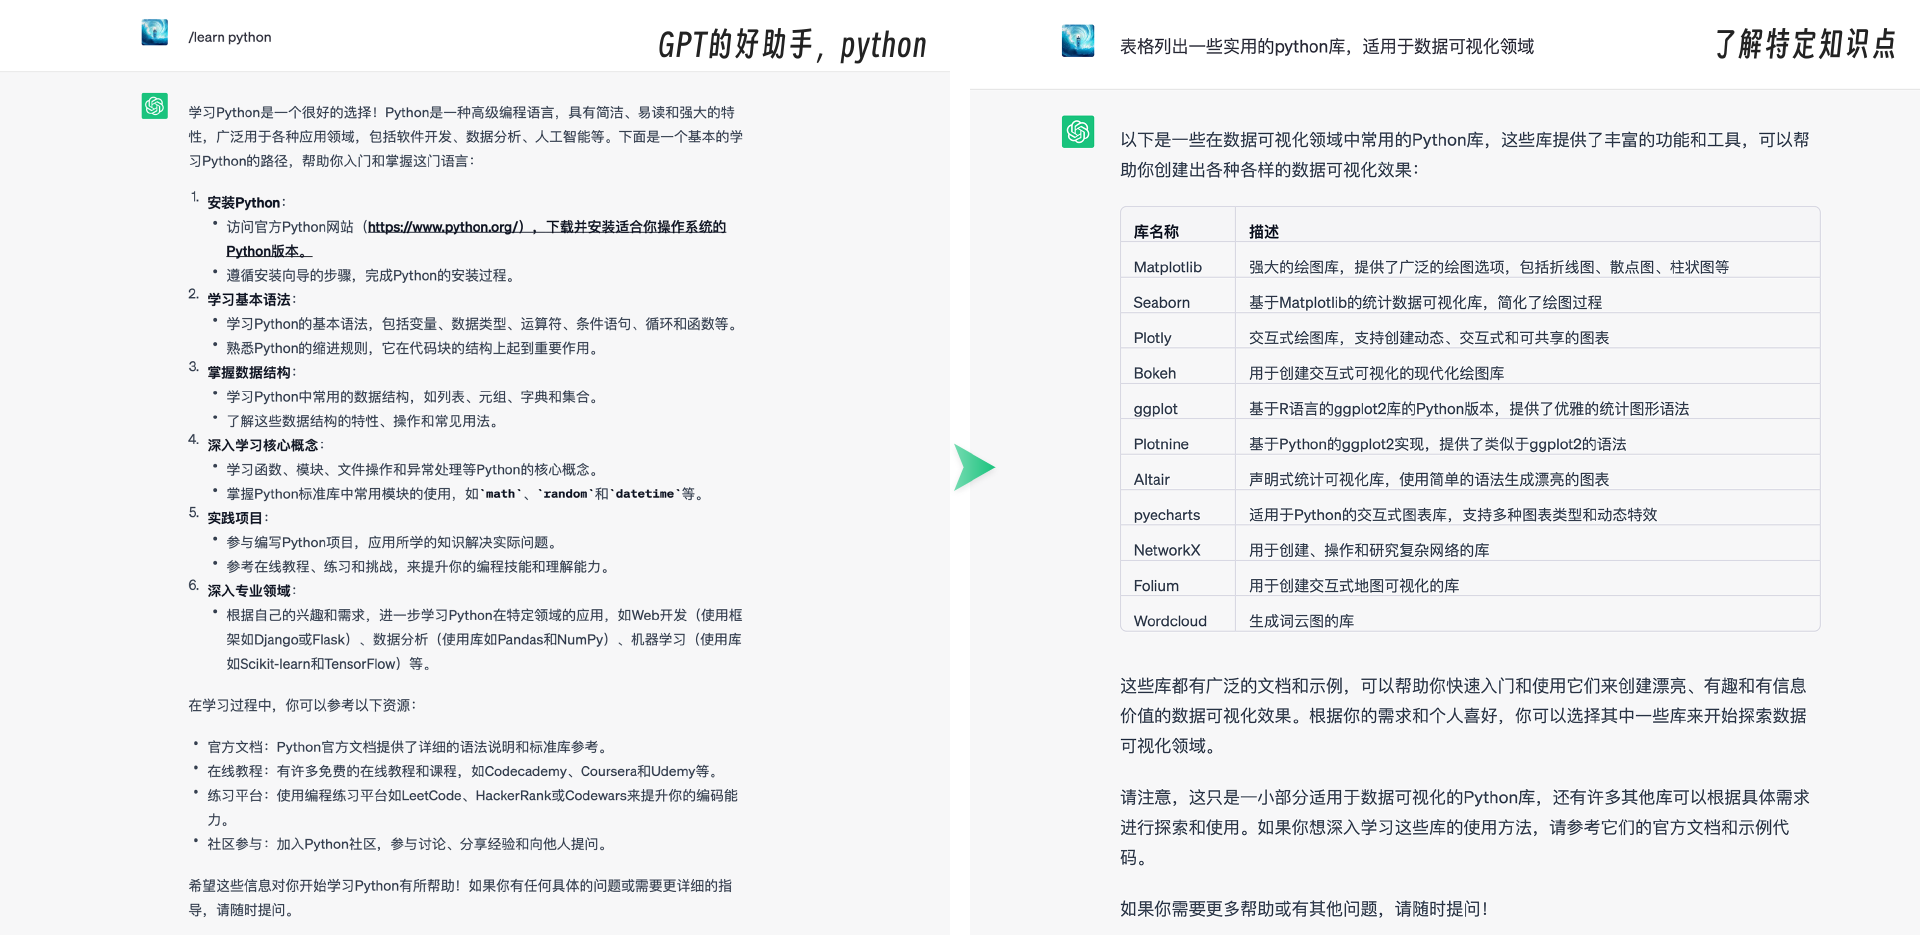 /learn python
GPT的好助手，python
学习Python是一个很好的选择！Python是一种高级编程语言，具有简洁、易读和强大的特
性，广泛用于各种应用领域，包括软件开发、数据分析、人工智能等。下面是一个基本的学
习Python的路径，帮助你入门和掌握这门语言：
1. 安装Python：
• 访问官方Python网站（https://www.python.org/），下载并安装适合你操作系统的
Python版本。
• 遵循安装向导的步骤，完成Python的安装过程。
2. 学习基本语法：
• 学习Python的基本语法，包括变量、数据类型、运算符、条件语句、循环和函数等。
• 熟悉Python的缩进规则，它在代码块的结构上起到重要作用。
3. 掌握数据结构：
• 学习Python中常用的数据结构，如列表、元组、字典和集合。
• 了解这些数据结构的特性、操作和常见用法。
4. 深入学习核心概念：
• 学习函数、模块、文件操作和异常处理等Python的核心概念。
• 掌握Python标准库中常用模块的使用，如`math`、`random`和`datetime`等。
5. 实践项目：
• 参与编写Python项目，应用所学的知识解决实际问题。
• 参考在线教程、练习和挑战，来提升你的编程技能和理解能力。
6. 深入专业领域：
• 根据自己的兴趣和需求，进一步学习Python在特定领域的应用，如Web开发（使用框
架如Django或Flask）、数据分析（使用库如Pandas和NumPy）、机器学习（使用库
如Scikit-learn和TensorFlow）等。
在学习过程中，你可以参考以下资源：
• 官方文档：Python官方文档提供了详细的语法说明和标准库参考。
• 在线教程：有许多免费的在线教程和课程，如Codecademy、Coursera和Udemy等。
• 练习平台：使用编程练习平台如LeetCode、HackerRank或Codewars来提升你的编码能
力。
• 社区参与：加入Python社区，参与讨论、分享经验和向他人提问。
希望这些信息对你开始学习Python有所帮助！如果你有任何具体的问题或需要更详细的指
导，请随时提问。
表格列出一些实用的python库，适用于数据可视化领域
了解特定知识点
以下是一些在数据可视化领域中常用的Python库，这些库提供了丰富的功能和工具，可以帮
助你创建出各种各样的数据可视化效果：
库名称 描述
Matplotlib 强大的绘图库，提供了广泛的绘图选项，包括折线图、散点图、柱状图等
Seaborn 基于Matplotlib的统计数据可视化库，简化了绘图过程
Plotly 交互式绘图库，支持创建动态、交互式和可共享的图表
Bokeh 用于创建交互式可视化的现代化绘图库
ggplot 基于R语言的ggplot2库的Python版本，提供了优雅的统计图形语法
Plotnine 基于Python的ggplot2实现，提供了类似于ggplot2的语法
Altair 声明式统计可视化库，使用简单的语法生成漂亮的图表
pyecharts 适用于Python的交互式图表库，支持多种图表类型和动态特效
NetworkX 用于创建、操作和研究复杂网络的库
Folium 用于创建交互式地图可视化的库
Wordcloud 生成词云图的库
这些库都有广泛的文档和示例，可以帮助你快速入门和使用它们来创建漂亮、有趣和有信息
价值的数据可视化效果。根据你的需求和个人喜好，你可以选择其中一些库来开始探索数据
可视化领域。
请注意，这只是一小部分适用于数据可视化的Python库，还有许多其他库可以根据具体需求
进行探索和使用。如果你想深入学习这些库的使用方法，请参考它们的官方文档和示例代
码。
如果你需要更多帮助或有其他问题，请随时提问！